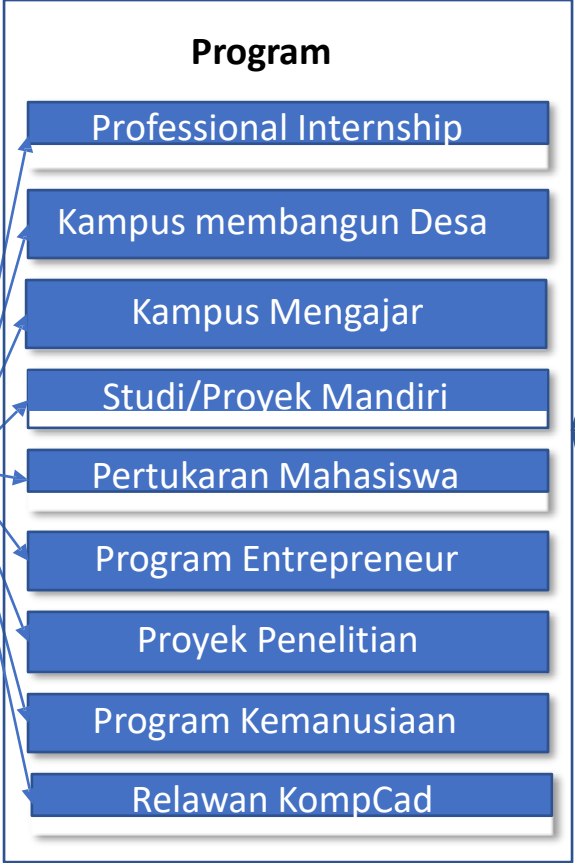 Program
Professional Internship
Kampus membangun Desa
Kampus Mengajar
Studi/Proyek Mandiri
Pertukaran Mahasiswa
Program Entrepreneur
Proyek Penelitian
Program Kemanusiaan
Relawan KompCad